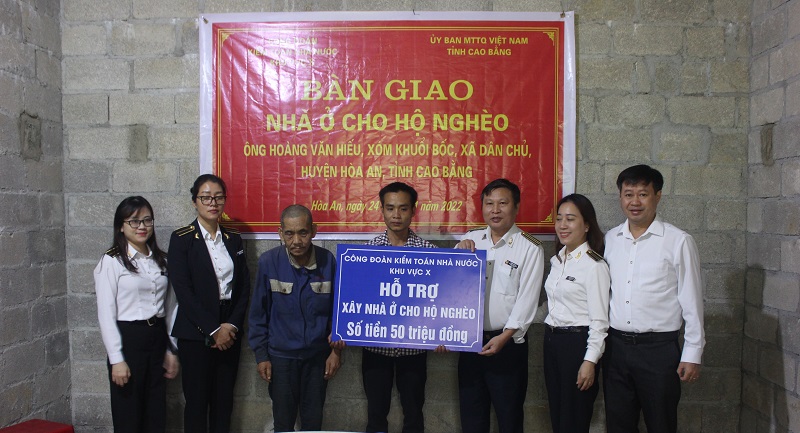 ỦY BAN MTTQ VIỆT NAM
TỈNH CAO BẰNG
BÀN GIAO
NHÀ Ở CHO HỘ NGHÈO
ÔNG HOÀNG VĂN HIẾU, XÓM KHUỔI BỐC, XÃ DÂN CHỦ,
HUYỆN HÒA AN, TỈNH CAO BẰNG
Hòa An, ngày 24 năm 2022
CÔNG ĐOÀN KIỂM TOÁN NHÀ NƯỚC
KHU VỰC X
HỖ TRỢ
XÂY NHÀ Ở CHO HỘ NGHÈO
Số tiền 50 triệu đồng